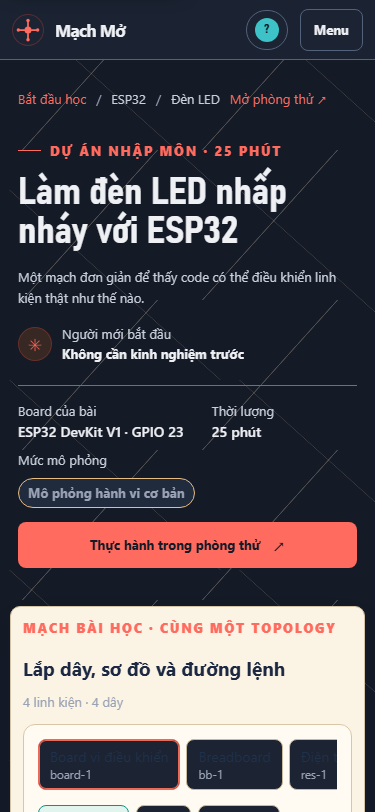 Mạch Mở
?
Menu
Bắt đầu học / ESP32 / Đèn LED Mở phòng thử ↗
DỰ ÁN NHẬP MÔN · 25 PHÚT
Làm đèn LED nhấp
nháy với ESP32
Một mạch đơn giản để thấy code có thể điều khiển linh
kiện thật như thế nào.
Người mới bắt đầu
Không cần kinh nghiệm trước
Board của bài
ESP32 DevKit V1 · GPIO 23
Thời lượng
25 phút
Mức mô phỏng
Mô phỏng hành vi cơ bản
Thực hành trong phòng thử ↗
MẠCH BÀI HỌC · CÙNG MỘT TOPOLOGY
Lắp dây, sơ đồ và đường lệnh
4 linh kiện · 4 dây
Board vi điều khiển
board-1
Breadboard
bb-1
Điện t
res-1